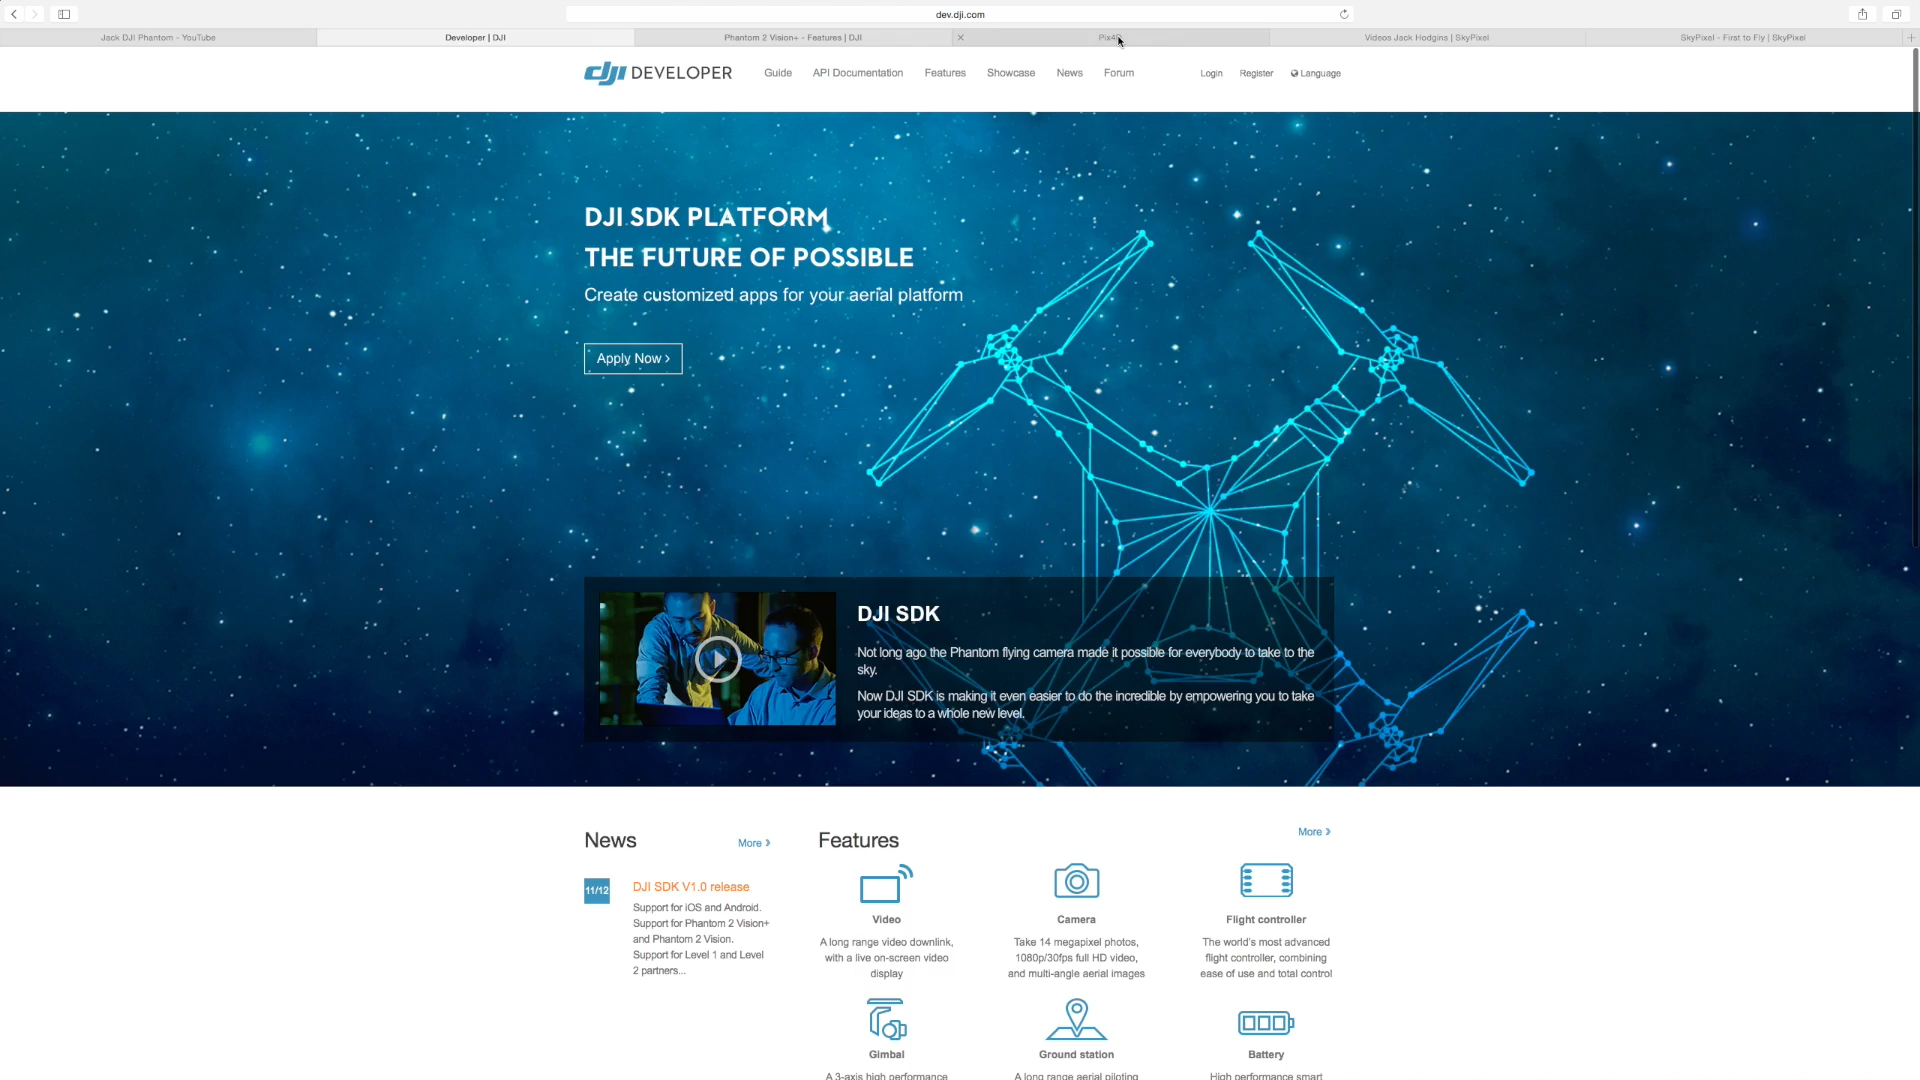 dev.dji.com
Jack DJI Phantom - YouTube
Developer | DJI
Phantom 2 Vision+ - Features | DJI
Videos Jack Hodgins | SkyPixel
SkyPixel - First to Fly | SkyPixel
dji DEVELOPER
Guide
API Documentation
Features
Showcase
News
Forum
Login
Register
Language
DJI SDK PLATFORM
THE FUTURE OF POSSIBLE
Create customized apps for your aerial platform
Apply Now >
DJI SDK
Not long ago the Phantom flying camera made it possible for everybody to take to the
sky.
Now DJI SDK is making it even easier to do the incredible by empowering you to take
your ideas to a whole new level.
News
More
11/12
DJI SDK V1.0 release
Support for iOS and Android.
Support for Phantom 2 Vision+
and Phantom 2 Vision.
Support for Level 1 and Level
2 partners...
Features
More
Video
A long range video downlink,
with a live on-screen video
display
Camera
Take 14 megapixel photos,
1080p/30fps full HD video,
and multi-angle aerial images
Flight controller
The world's most advanced
flight controller, combining
ease of use and total control
Gimbal
A 3-axis high performance
Ground station
A long range aerial piloting
Battery
High performance smart